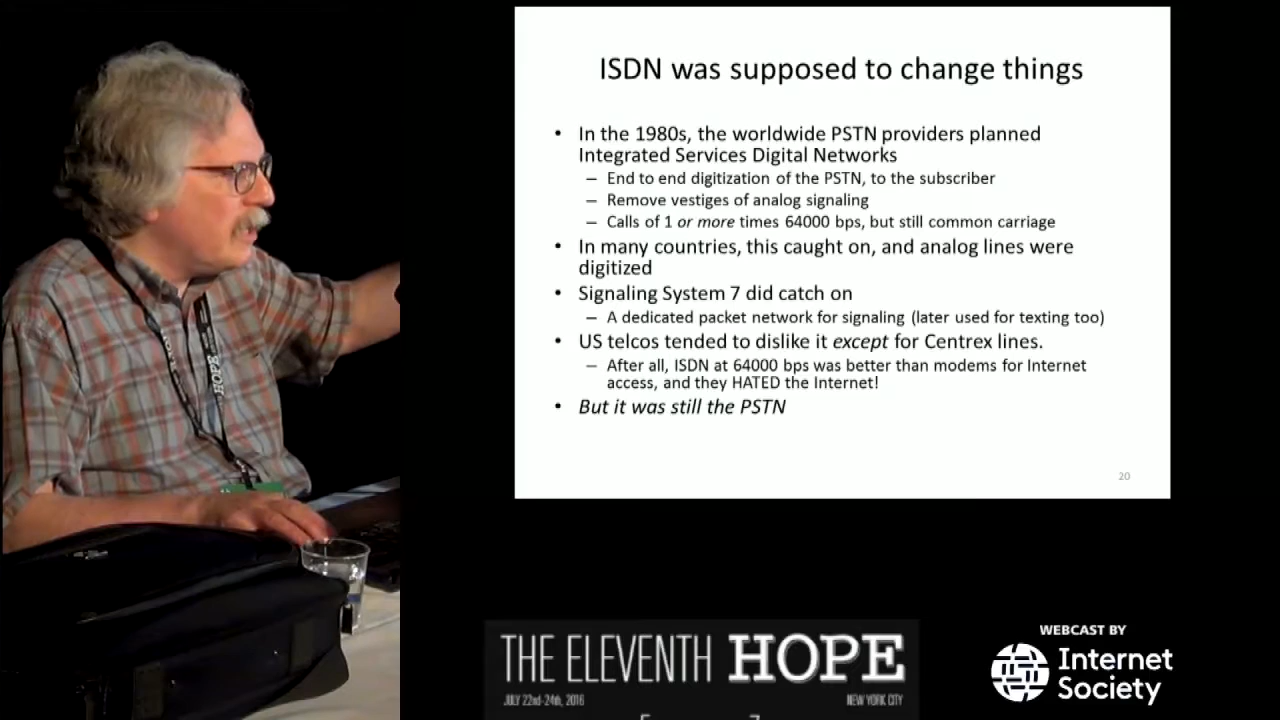 ISDN was supposed to change things
• In the 1980s, the worldwide PSTN providers planned
Integrated Services Digital Networks
– End to end digitization of the PSTN, to the subscriber
– Remove vestiges of analog signaling
– Calls of 1 or more times 64000 bps, but still common carriage
• In many countries, this caught on, and analog lines were
digitized
• Signaling System 7 did catch on
– A dedicated packet network for signaling (later used for texting too)
• US telcos tended to dislike it except for Centrex lines.
– After all, ISDN at 64000 bps was better than modems for Internet
access, and they HATED the Internet!
• But it was still the PSTN
20
HOPE
THE ELEVENTH HOPE
JULY 22nd-24th, 2016
NEW YORK CITY
WEBCAST BY
Internet
Society